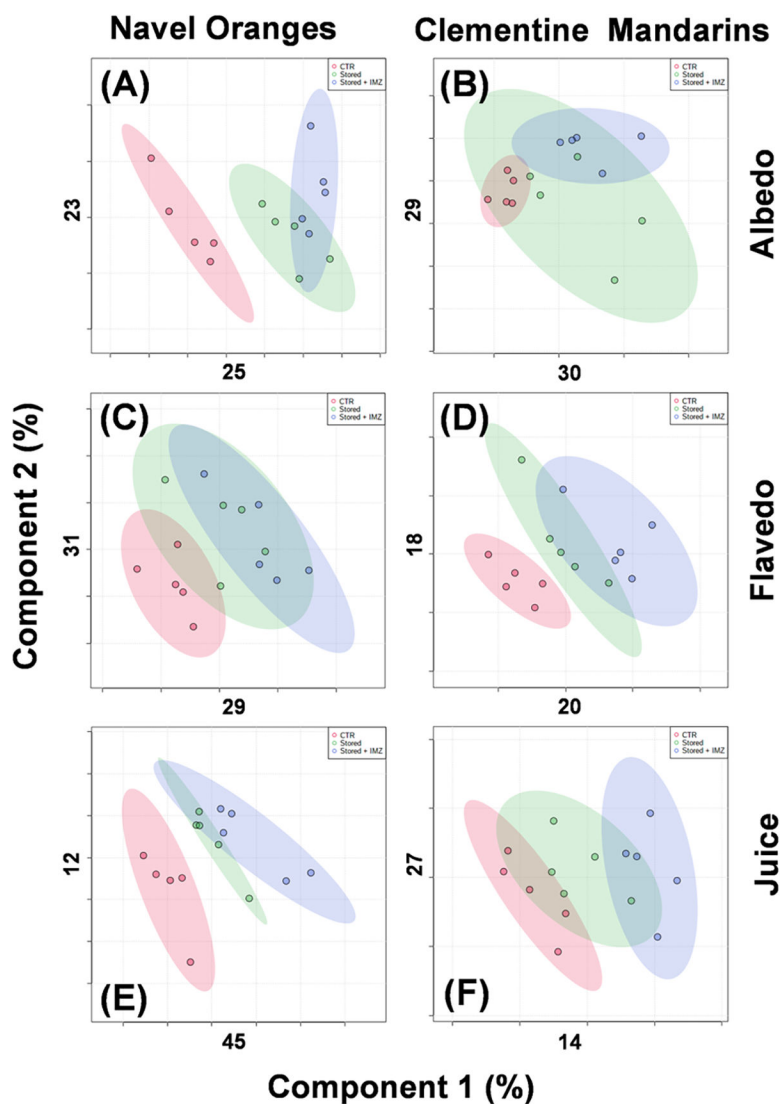 Navel Oranges
Clementine Mandarins
(A)
CTR
Stored
Stored + IMZ
23
25
(B)
CTR
Stored
Stored + IMZ
29
30
Albedo
(C)
CTR
Stored
Stored + IMZ
31
29
(D)
CTR
Stored
Stored + IMZ
18
20
Flavedo
Component 2 (%)
(E)
CTR
Stored
Stored + IMZ
12
45
(F)
CTR
Stored
Stored + IMZ
27
14
Juice
Component 1 (%)